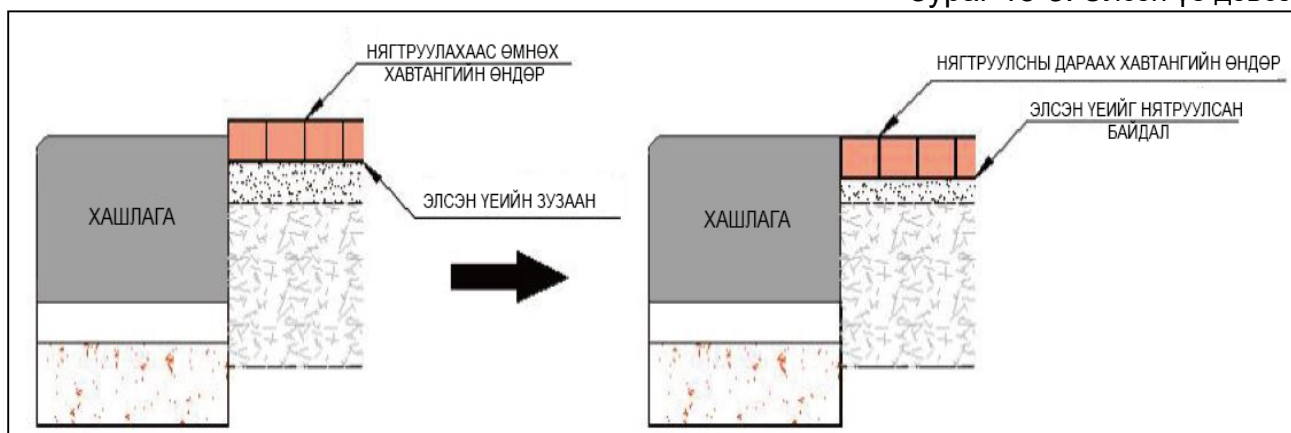 НЯГТРУУЛАХААС ӨМНӨХ
ХАВТАНГИЙН ӨНДӨР
ХАШЛАГА
ЭЛСЭН ҮЕИЙН ЗУЗААН
НЯГТРУУЛСНЫ ДАРААХ ХАВТАНГИЙН ӨНДӨР
ЭЛСЭН ҮЕИЙГ НЯТРУУЛСАН
БАЙДАЛ
ХАШЛАГА